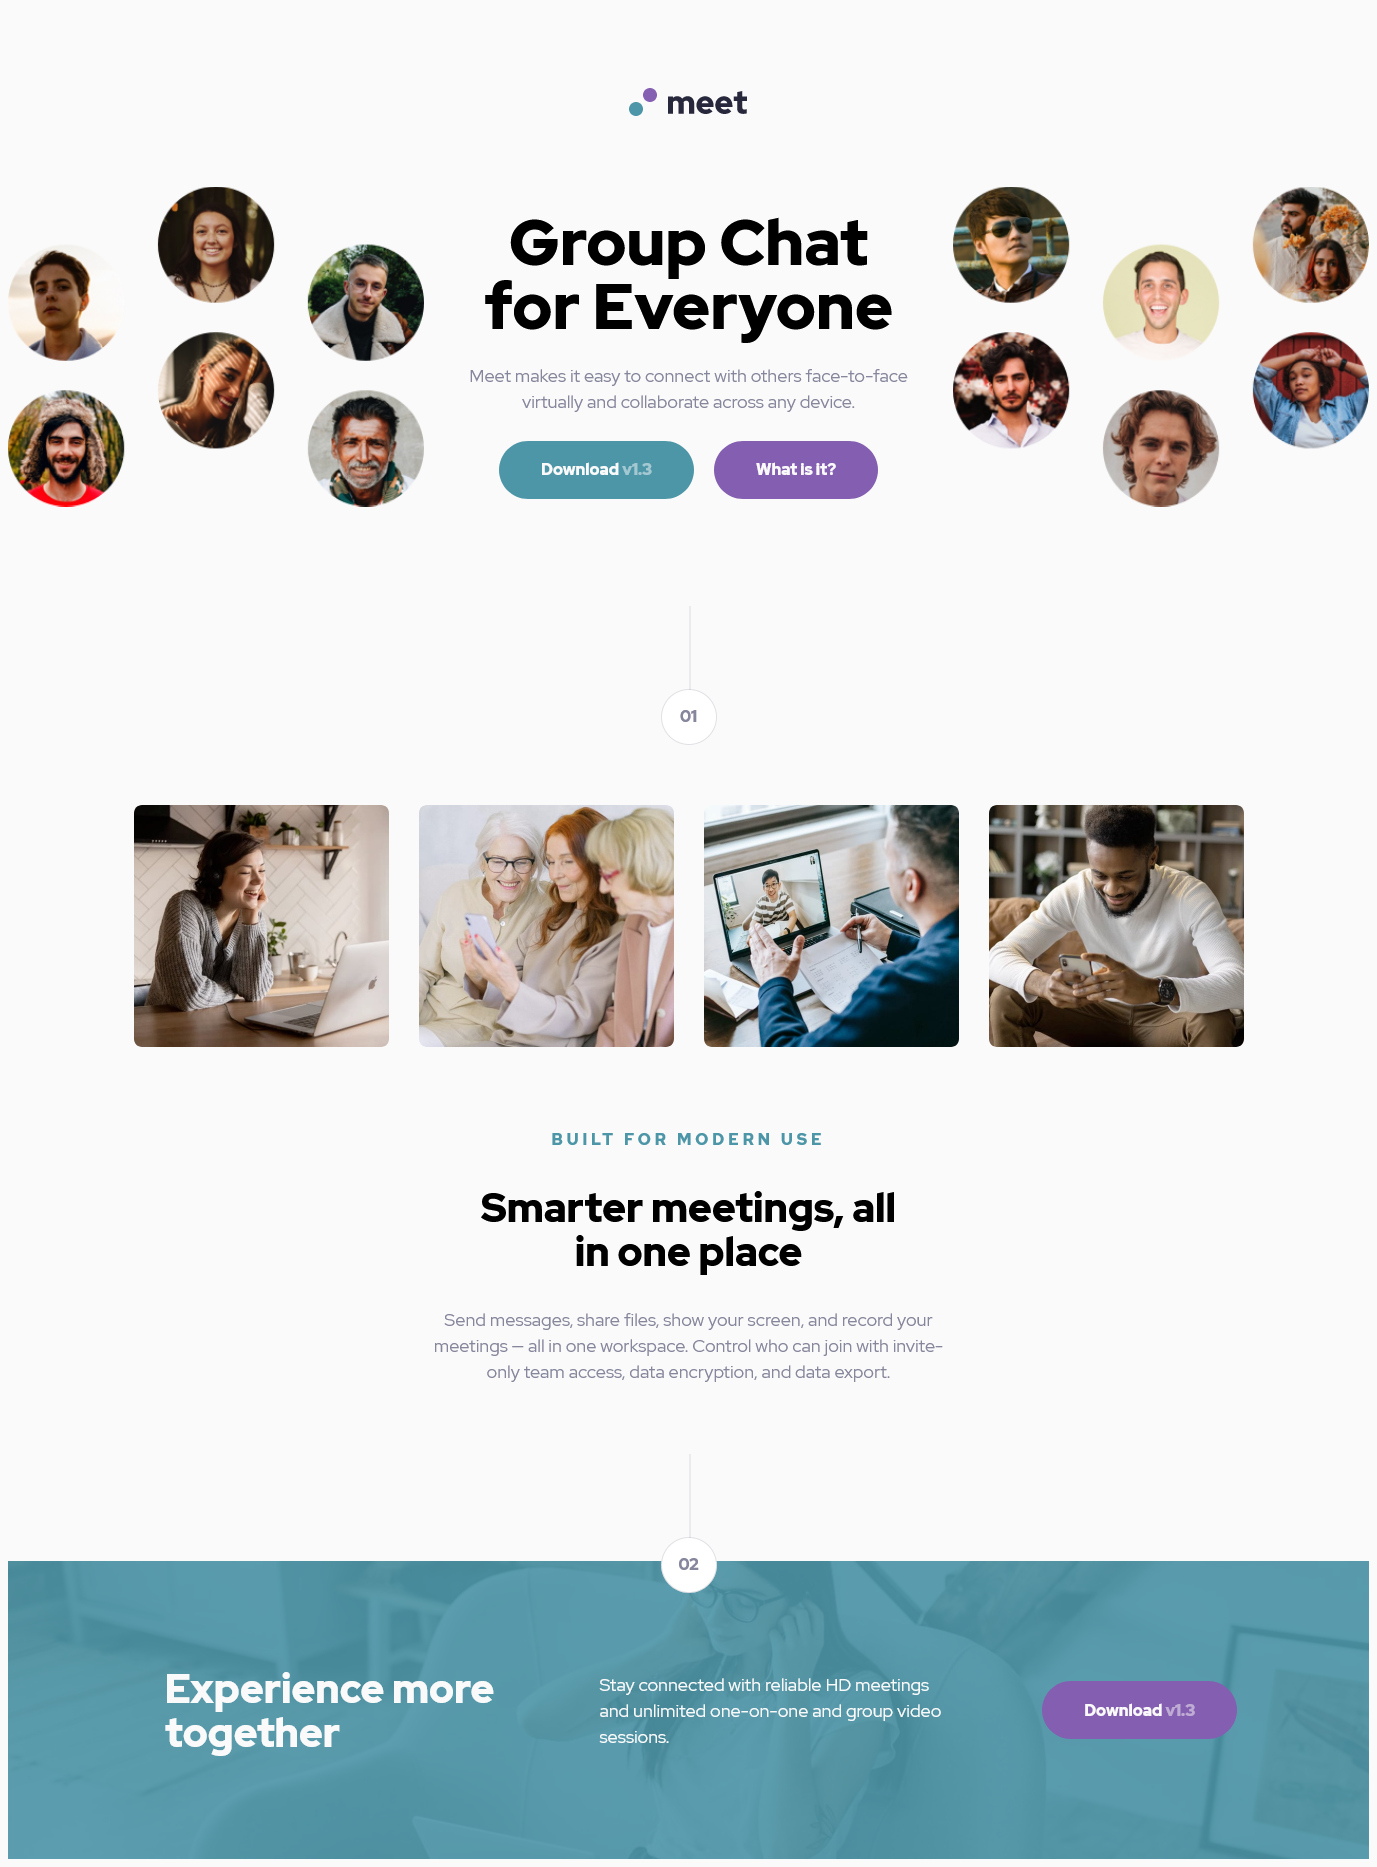 meet
Group Chat
for Everyone
Meet makes it easy to connect with others face-to-face
virtually and collaborate across any device.
Download v1.3
What is it?
01
BUILT FOR MODERN USE
Smarter meetings, all
in one place
Send messages, share files, show your screen, and record your
meetings — all in one workspace. Control who can join with invite-
only team access, data encryption, and data export.
02
Experience more
together
Stay connected with reliable HD meetings
and unlimited one-on-one and group video
sessions.
Download v1.3